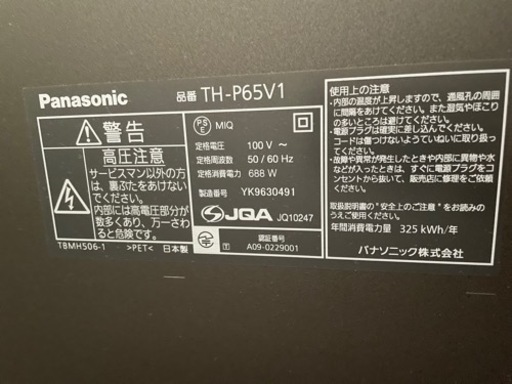 Panasonic
品番 TH-P65V1
警告
高圧注意
サービスマン以外の方
は、裏ぶたをあけないで
ください。
内部には高電圧部分が
数多くあり、万一、さわ
ると危険です。
TBMH506-1 >PET< 日本製
PS
E
MIQ
定格電圧 100 V ~
定格周波数 50 / 60 Hz
定格消費電力 688 W
製造番号 YK9630491
JQA JQ10247
認証番号
T A09-0229001
使用上の注意
・内部の温度が上昇しますので、通風孔の周囲
に間隔をあけてください。また湿気やほこり
の多いところは避けてください。
・電源プラグは確実に差し込んでください。
コードは傷つけないようていねいに取り扱っ
てください。
・故障や異常が発生したときや内部に異物や水
などが入ったときは、すぐに電源プラグをコ
ンセントから抜いて、販売店に修理をご依頼
ください。
取扱説明書の"安全上のご注意"をお読みのう
えご使用ください。
年間消費電力量 325 kWh/年
パナソニック株式会社